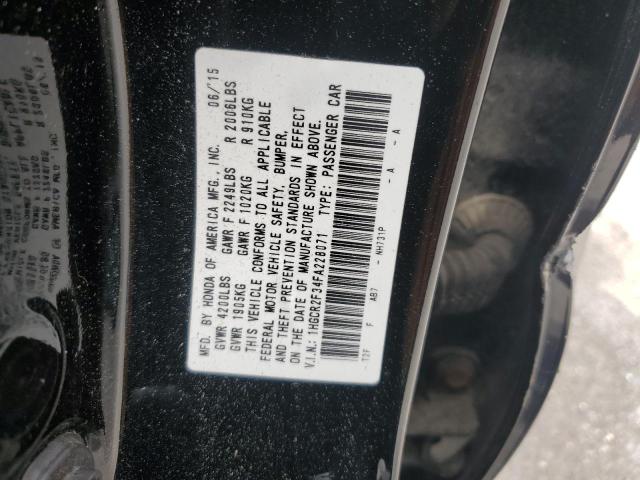 MFD. BY HONDA OF AMERICA MFG., INC. 06/15
GVWR 4200LBS GAWR F 2249LBS R 2006LBS
GVWR 1905KG GAWR F 1020KG R 910KG
THIS VEHICLE CONFORMS TO ALL APPLICABLE
FEDERAL MOTOR VEHICLE SAFETY, BUMPER,
AND THEFT PREVENTION STANDARDS IN EFFECT
ON THE DATE OF MANUFACTURE SHOWN ABOVE.
V.I.N.: 1HGCR2F34FA228071 TYPE: PASSENGER CAR
- T2F F AB7 - NH731P - A - A